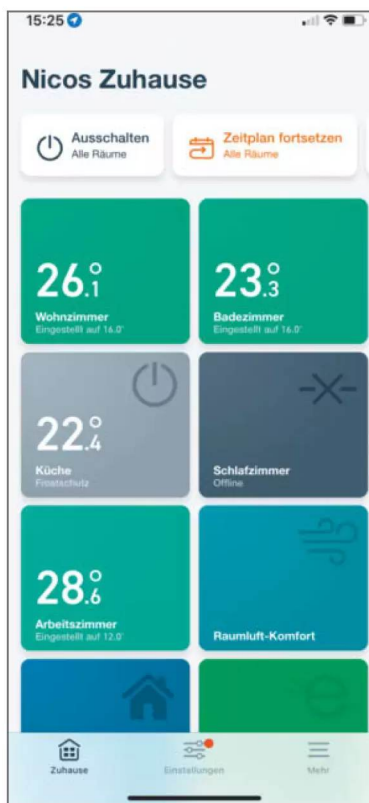 15:25
Nicos Zuhause
Ausschalten
Alle Räume
Zeitplan fortsetzen
Alle Räume
26.1°
Wohnzimmer
Eingestellt auf 16.0°
23.3°
Badezimmer
Eingestellt auf 16.0°
22.4°
Küche
Frostschutz
Schlafzimmer
Offline
28.6°
Arbeitszimmer
Eingestellt auf 12.0°
Raumluft-Komfort
Zuhause
Einstellungen
Mehr